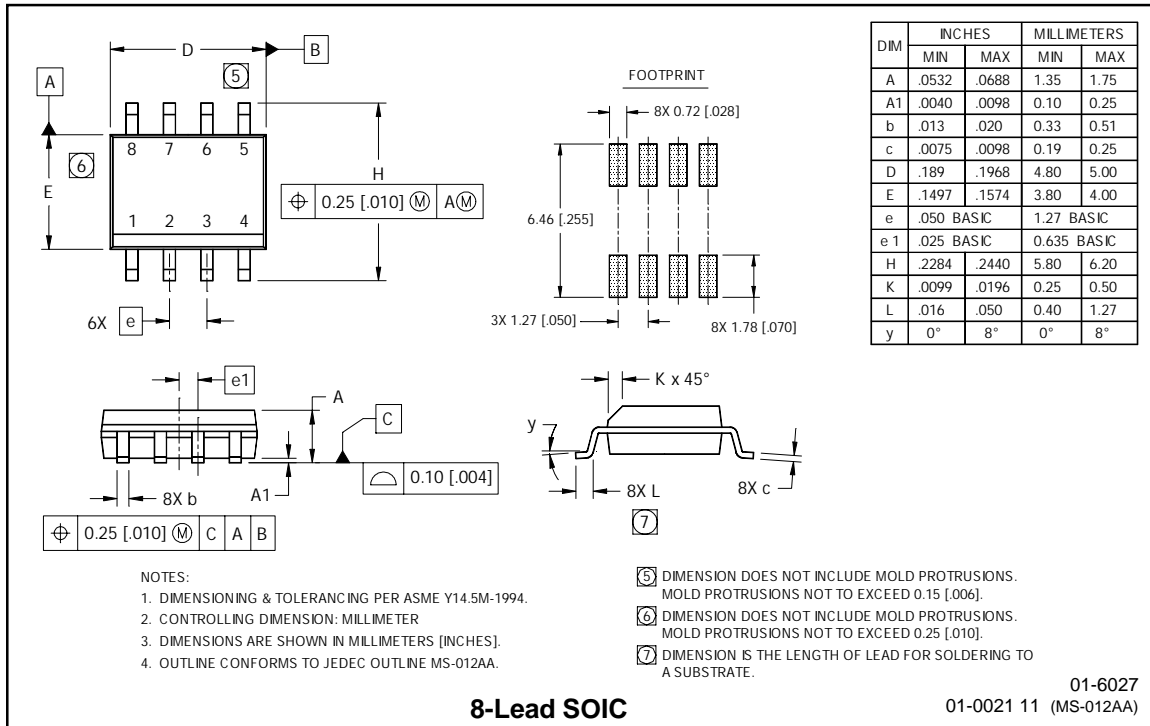 D
B
5
A
8 7 6 5
6
E
H
⌖ 0.25 [.010] Ⓜ AⓂ
1 2 3 4
6X e
FOOTPRINT
8X 0.72 [.028]
6.46 [.255]
3X 1.27 [.050]
8X 1.78 [.070]
DIM INCHES MILLIMETERS
MIN MAX MIN MAX
A .0532 .0688 1.35 1.75
A1 .0040 .0098 0.10 0.25
b .013 .020 0.33 0.51
c .0075 .0098 0.19 0.25
D .189 .1968 4.80 5.00
E .1497 .1574 3.80 4.00
e .050 BASIC 1.27 BASIC
e 1 .025 BASIC 0.635 BASIC
H .2284 .2440 5.80 6.20
K .0099 .0196 0.25 0.50
L .016 .050 0.40 1.27
y 0° 8° 0° 8°
e1
A
C
0.10 [.004]
8X b
A1
⌖ 0.25 [.010] Ⓜ C A B
K x 45°
y
8X L
7
8X c
NOTES:
1. DIMENSIONING & TOLERANCING PER ASME Y14.5M-1994.
2. CONTROLLING DIMENSION: MILLIMETER
3. DIMENSIONS ARE SHOWN IN MILLIMETERS [INCHES].
4. OUTLINE CONFORMS TO JEDEC OUTLINE MS-012AA.
5 DIMENSION DOES NOT INCLUDE MOLD PROTRUSIONS.
MOLD PROTRUSIONS NOT TO EXCEED 0.15 [.006].
6 DIMENSION DOES NOT INCLUDE MOLD PROTRUSIONS.
MOLD PROTRUSIONS NOT TO EXCEED 0.25 [.010].
7 DIMENSION IS THE LENGTH OF LEAD FOR SOLDERING TO
A SUBSTRATE.
8-Lead SOIC
01-6027
01-0021 11 (MS-012AA)